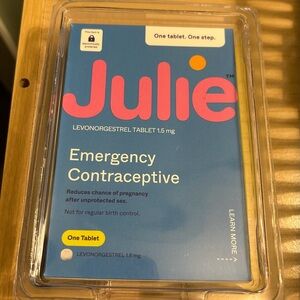 One tablet. One step.
Julie™
LEVONORGESTREL TABLET 1.5 mg
Emergency
Contraceptive
Reduces chance of pregnancy
after unprotected sex.
Not for regular birth control.
LEARN MORE
One Tablet
LEVONORGESTREL 1.5 mg